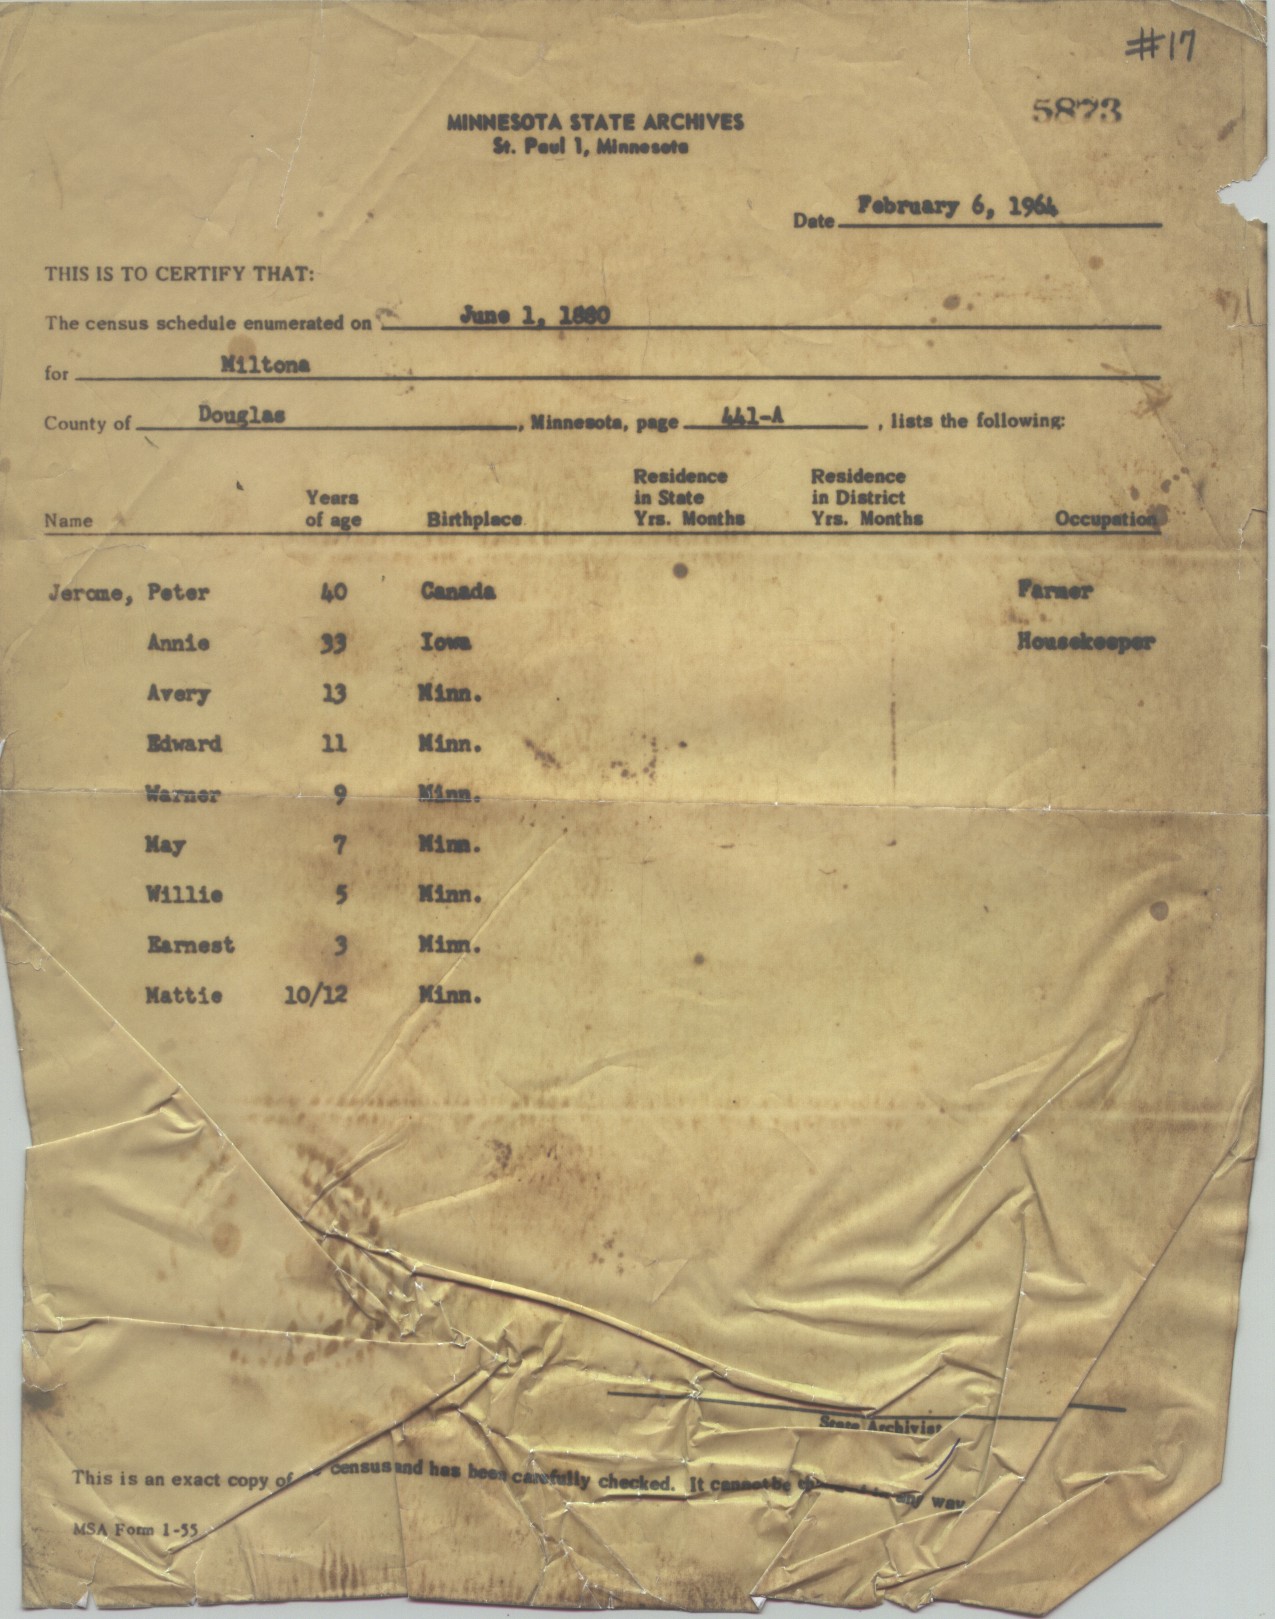 #17
5873
MINNESOTA STATE ARCHIVES
St. Paul 1, Minnesota
Date February 6, 1964
THIS IS TO CERTIFY THAT:
The census schedule enumerated on June 1, 1880
for Miltona
County of Douglas, Minnesota, page 441-A, lists the following:
Name Years of age Birthplace Residence in State Yrs. Months Residence in District Yrs. Months Occupation
Jerome, Peter 40 Canada Farmer
Annie 33 Iowa Housekeeper
Avery 13 Minn.
Edward 11 Minn.
Warner 9 Minn.
May 7 Minn.
Willie 5 Minn.
Earnest 3 Minn.
Mattie 10/12 Minn.
State Archivist
This is an exact copy of census and has been carefully checked. It cannot be in any way
MSA Form 1-55